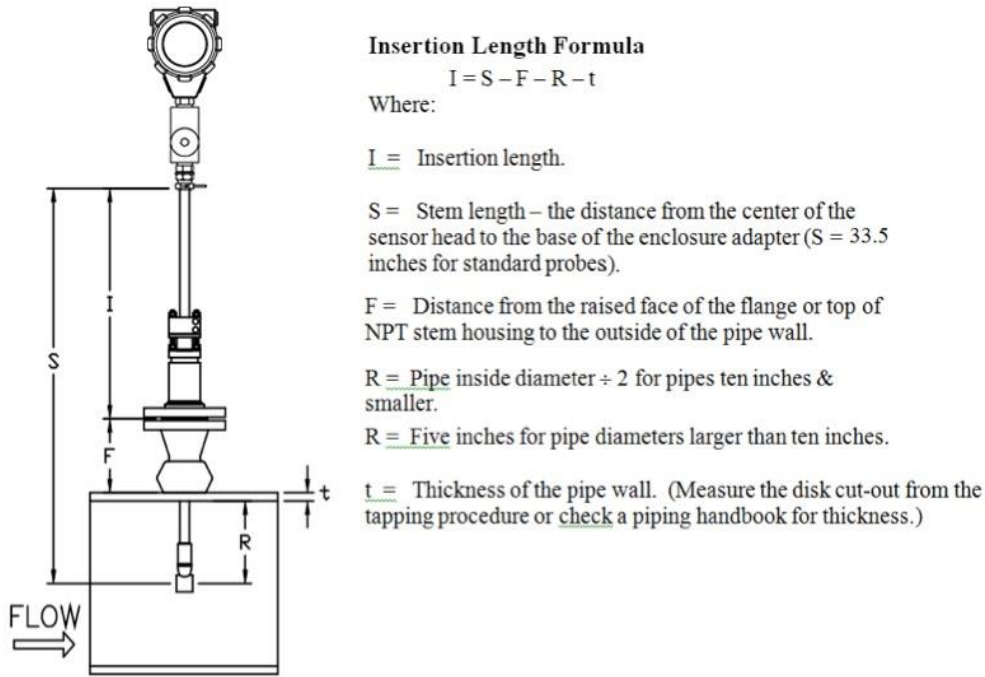 Insertion Length Formula
I = S – F – R – t
Where:
I = Insertion length.
S = Stem length – the distance from the center of the
sensor head to the base of the enclosure adapter (S = 33.5
inches for standard probes).
F = Distance from the raised face of the flange or top of
NPT stem housing to the outside of the pipe wall.
R = Pipe inside diameter ÷ 2 for pipes ten inches &
smaller.
R = Five inches for pipe diameters larger than ten inches.
t = Thickness of the pipe wall. (Measure the disk cut-out from the
tapping procedure or check a piping handbook for thickness.)
I
S
F
t
R
FLOW